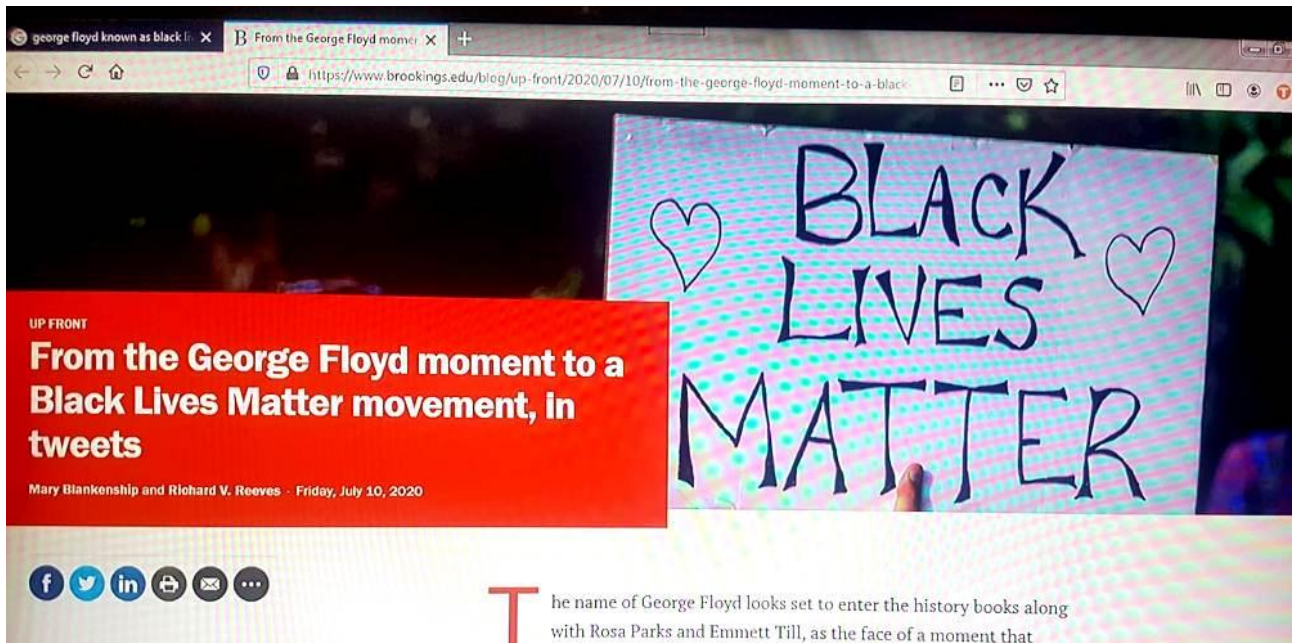 george floyd known as black li
B From the George Floyd momer
https://www.brookings.edu/blog/up-front/2020/07/10/from-the-george-floyd-moment-to-a-black-
BLACK
LIVES
MATTER
UP FRONT
From the George Floyd moment to a
Black Lives Matter movement, in
tweets
Mary Blankenship and Richard V. Reeves - Friday, July 10, 2020
f in
The name of George Floyd looks set to enter the history books along
with Rosa Parks and Emmett Till, as the face of a moment that